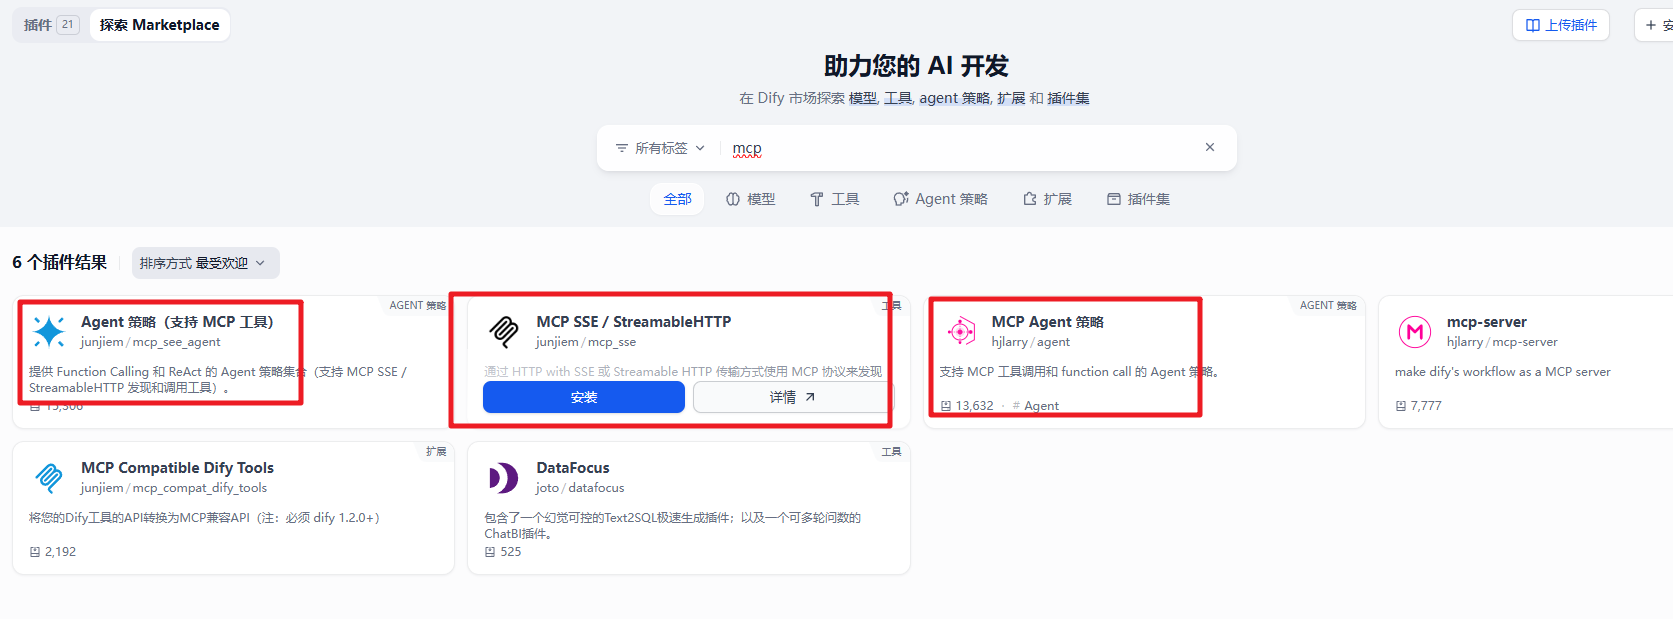 插件 21 探索 Marketplace 上传插件
助力您的 AI 开发
在 Dify 市场探索 模型, 工具, agent 策略, 扩展 和 插件集
所有标签 mcp
全部 模型 工具 Agent 策略 扩展 插件集
6 个插件结果 排序方式 最受欢迎
AGENT 策略
Agent 策略（支持 MCP 工具）
junjiem / mcp_see_agent
提供 Function Calling 和 ReAct 的 Agent 策略集合（支持 MCP SSE /
StreamableHTTP 发现和调用工具）。
工具
MCP SSE / StreamableHTTP
junjiem / mcp_sse
通过 HTTP with SSE 或 Streamable HTTP 传输方式使用 MCP 协议来发现
安装 详情
AGENT 策略
MCP Agent 策略
hjlarry / agent
支持 MCP 工具调用和 function call 的 Agent 策略。
13,632 · # Agent
mcp-server
hjlarry / mcp-server
make dify's workflow as a MCP server
7,777
扩展
MCP Compatible Dify Tools
junjiem / mcp_compat_dify_tools
将您的Dify工具的API转换为MCP兼容API（注：必须 dify 1.2.0+）
2,192
工具
DataFocus
joto / datafocus
包含了一个幻觉可控的Text2SQL极速生成插件；以及一个可多轮问数的
ChatBI插件。
525